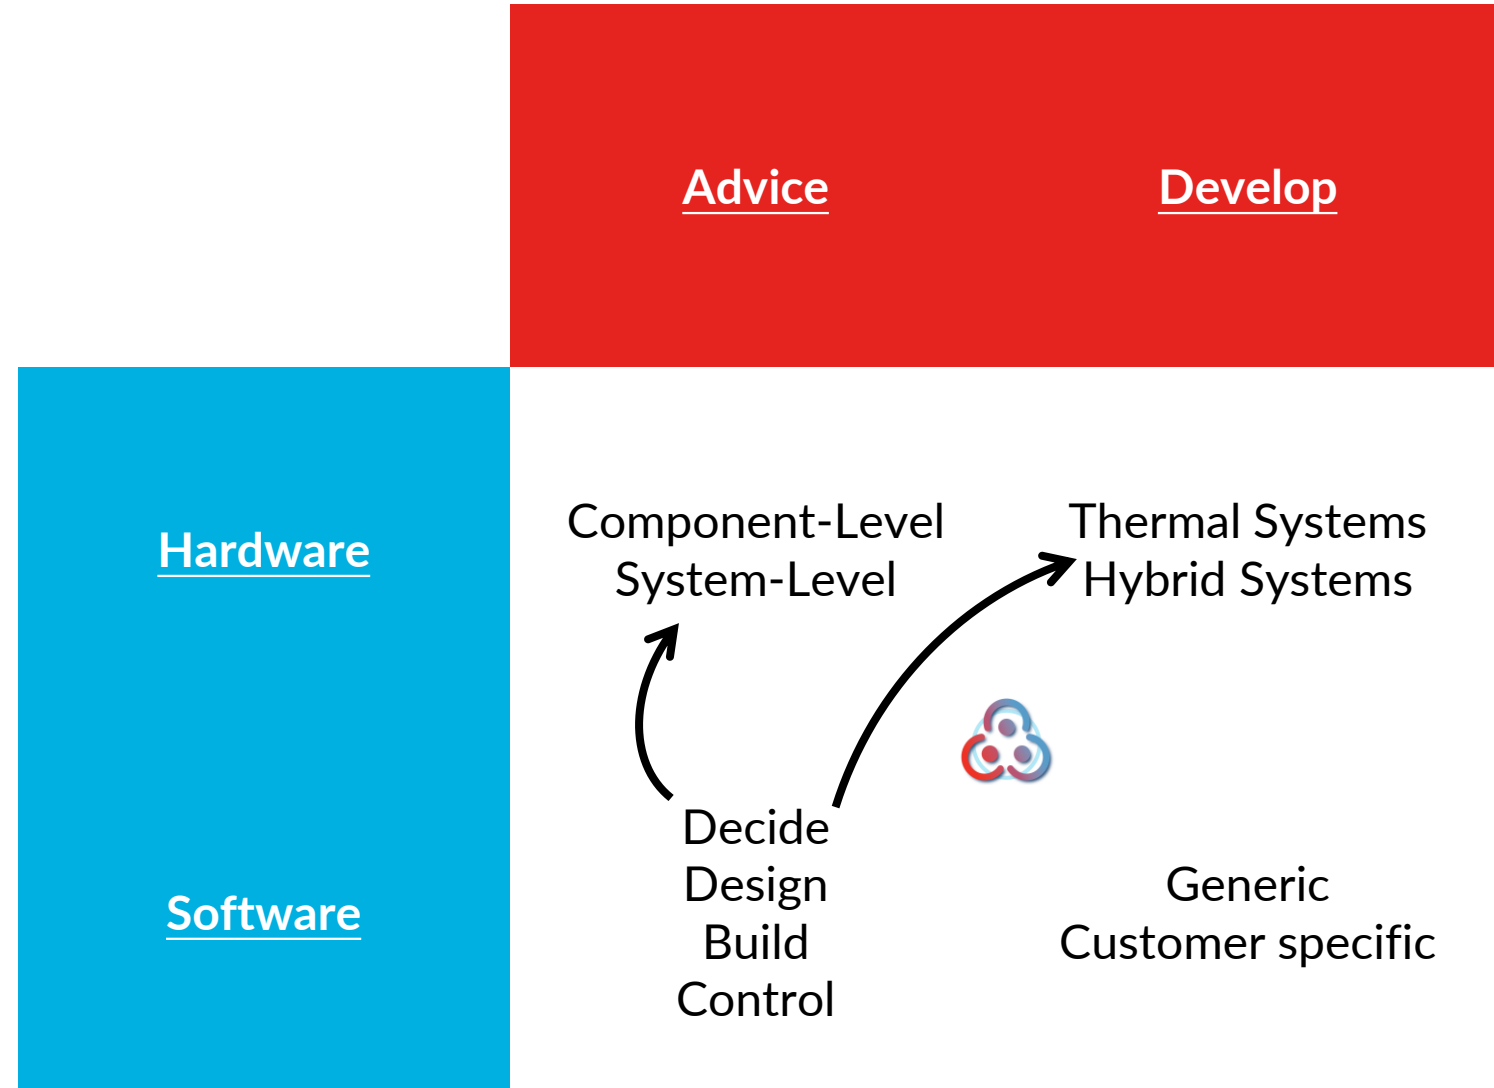 Advice
Develop
Hardware
Component-Level
System-Level
Thermal Systems
Hybrid Systems
Software
Decide
Design
Build
Control
Generic
Customer specific